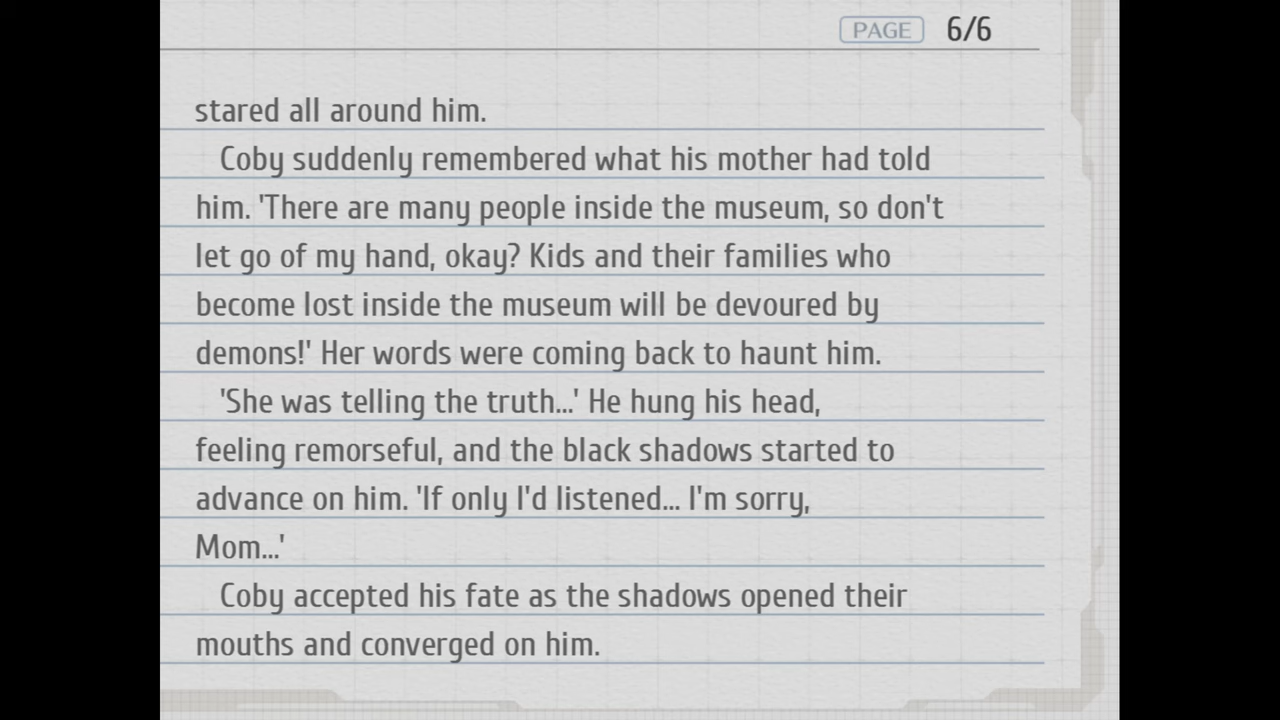 PAGE 6/6
stared all around him.
Coby suddenly remembered what his mother had told
him. 'There are many people inside the museum, so don't
let go of my hand, okay? Kids and their families who
become lost inside the museum will be devoured by
demons!' Her words were coming back to haunt him.
'She was telling the truth...' He hung his head,
feeling remorseful, and the black shadows started to
advance on him. 'If only I'd listened... I'm sorry,
Mom...'
Coby accepted his fate as the shadows opened their
mouths and converged on him.